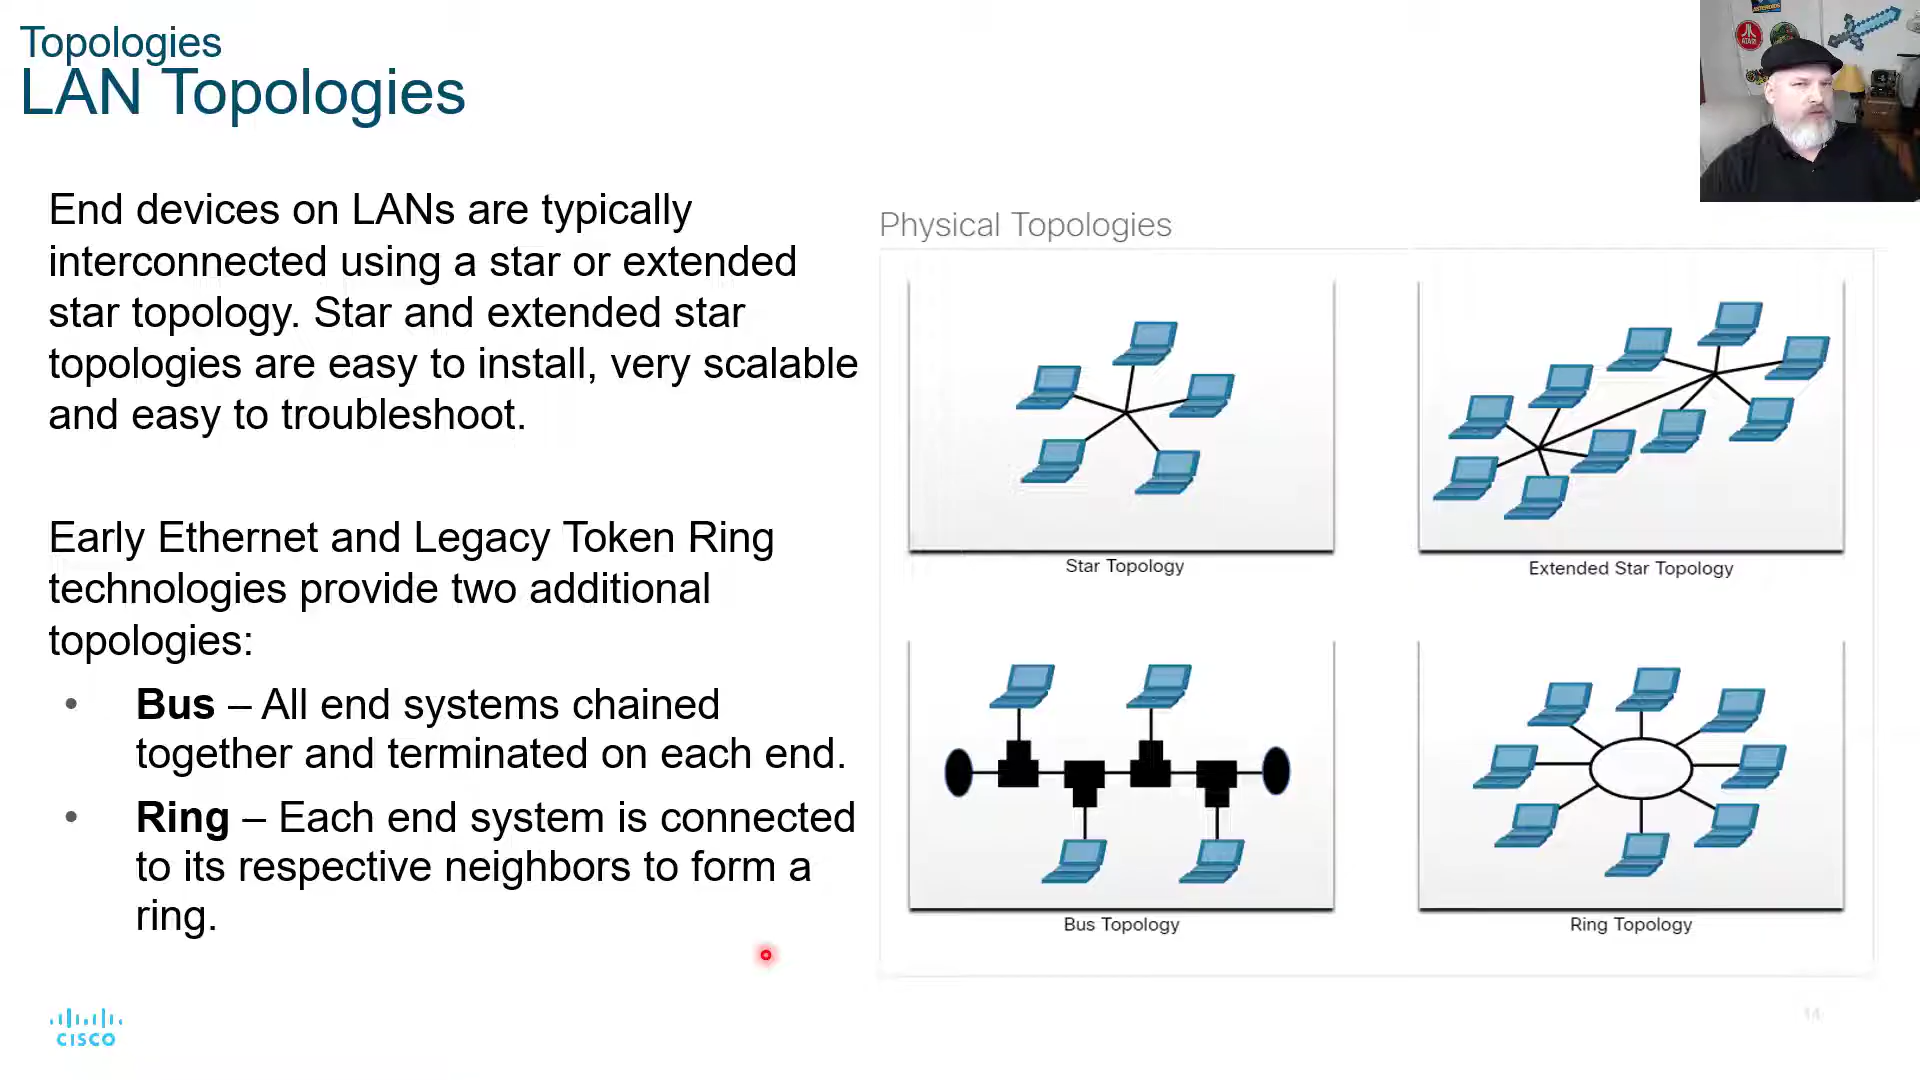 Topologies
LAN Topologies
End devices on LANs are typically
interconnected using a star or extended
star topology. Star and extended star
topologies are easy to install, very scalable
and easy to troubleshoot.
Early Ethernet and Legacy Token Ring
technologies provide two additional
topologies:
• Bus – All end systems chained
together and terminated on each end.
• Ring – Each end system is connected
to its respective neighbors to form a
ring.
Physical Topologies
Star Topology
Extended Star Topology
Bus Topology
Ring Topology
CISCO
14
ATARI